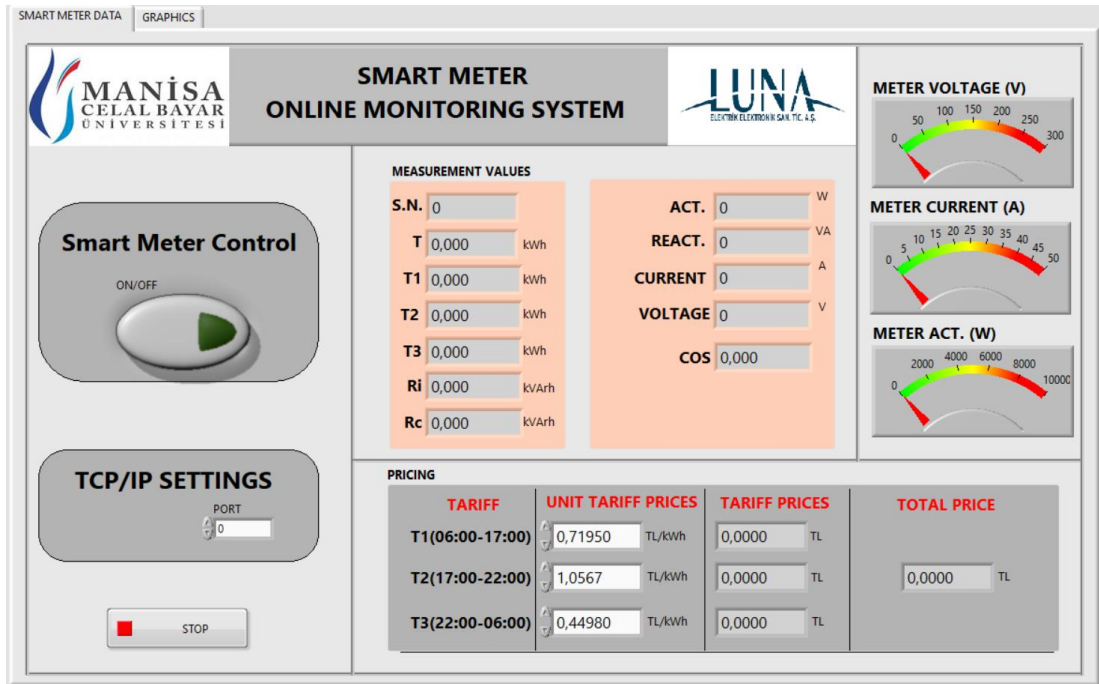 SMART METER DATA
GRAPHICS
MANİSA
CELAL BAYAR
ÜNİVERSİTESİ
SMART METER
ONLINE MONITORING SYSTEM
LUNA
ELEKTRİK ELEKTRONİK SAN. TİC. A.Ş.
Smart Meter Control
ON/OFF
TCP/IP SETTINGS
PORT
0
STOP
MEASUREMENT VALUES
S.N. 0
T 0,000 kWh
T1 0,000 kWh
T2 0,000 kWh
T3 0,000 kWh
Ri 0,000 kVArh
Rc 0,000 kVArh
ACT. 0 W
REACT. 0 VA
CURRENT 0 A
VOLTAGE 0 V
COS 0,000
METER VOLTAGE (V)
0 50 100 150 200 250 300
METER CURRENT (A)
0 5 10 15 20 25 30 35 40 45 50
METER ACT. (W)
0 2000 4000 6000 8000 10000
PRICING
TARIFF UNIT TARIFF PRICES TARIFF PRICES TOTAL PRICE
T1(06:00-17:00) 0,71950 TL/kWh 0,0000 TL
T2(17:00-22:00) 1,0567 TL/kWh 0,0000 TL 0,0000 TL
T3(22:00-06:00) 0,44980 TL/kWh 0,0000 TL